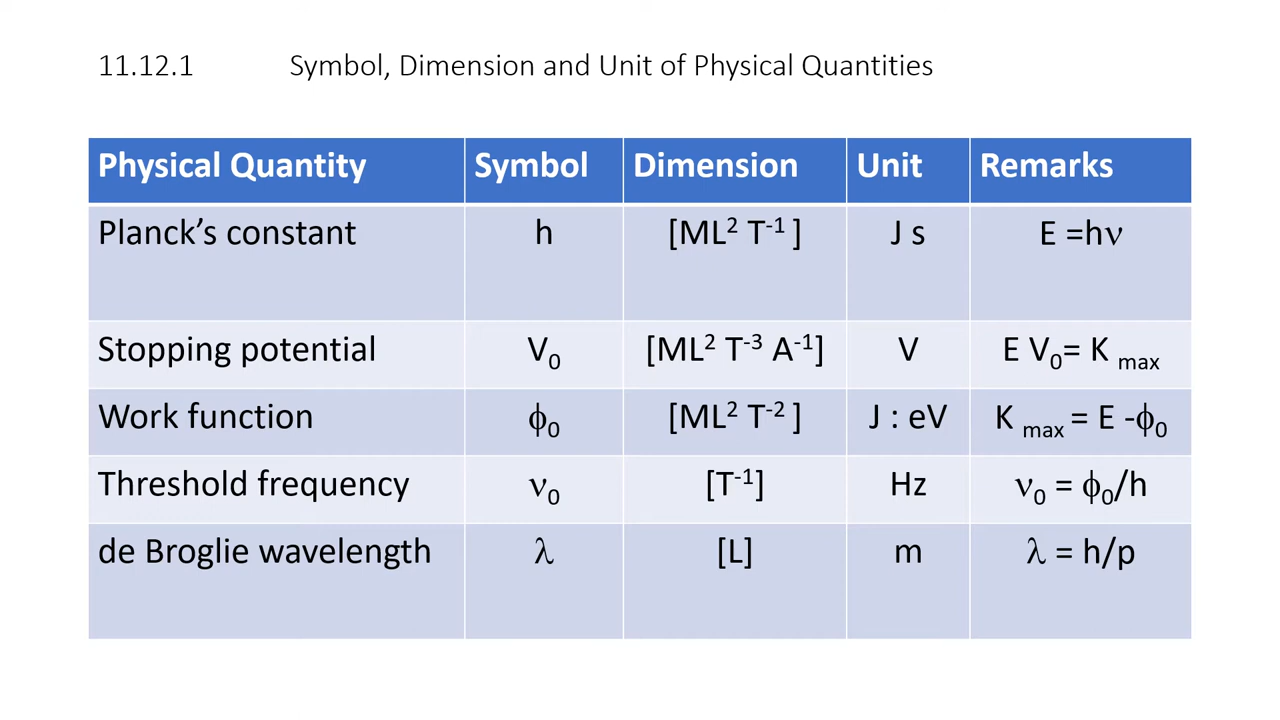 11.12.1 Symbol, Dimension and Unit of Physical Quantities
Physical Quantity Symbol Dimension Unit Remarks
Planck’s constant h [ML² T⁻¹ ] J s E =hν
Stopping potential V₀ [ML² T⁻³ A⁻¹] V E V₀= K max
Work function ϕ₀ [ML² T⁻² ] J : eV K max = E -ϕ₀
Threshold frequency ν₀ [T⁻¹] Hz ν₀ = ϕ₀/h
de Broglie wavelength λ [L] m λ = h/p